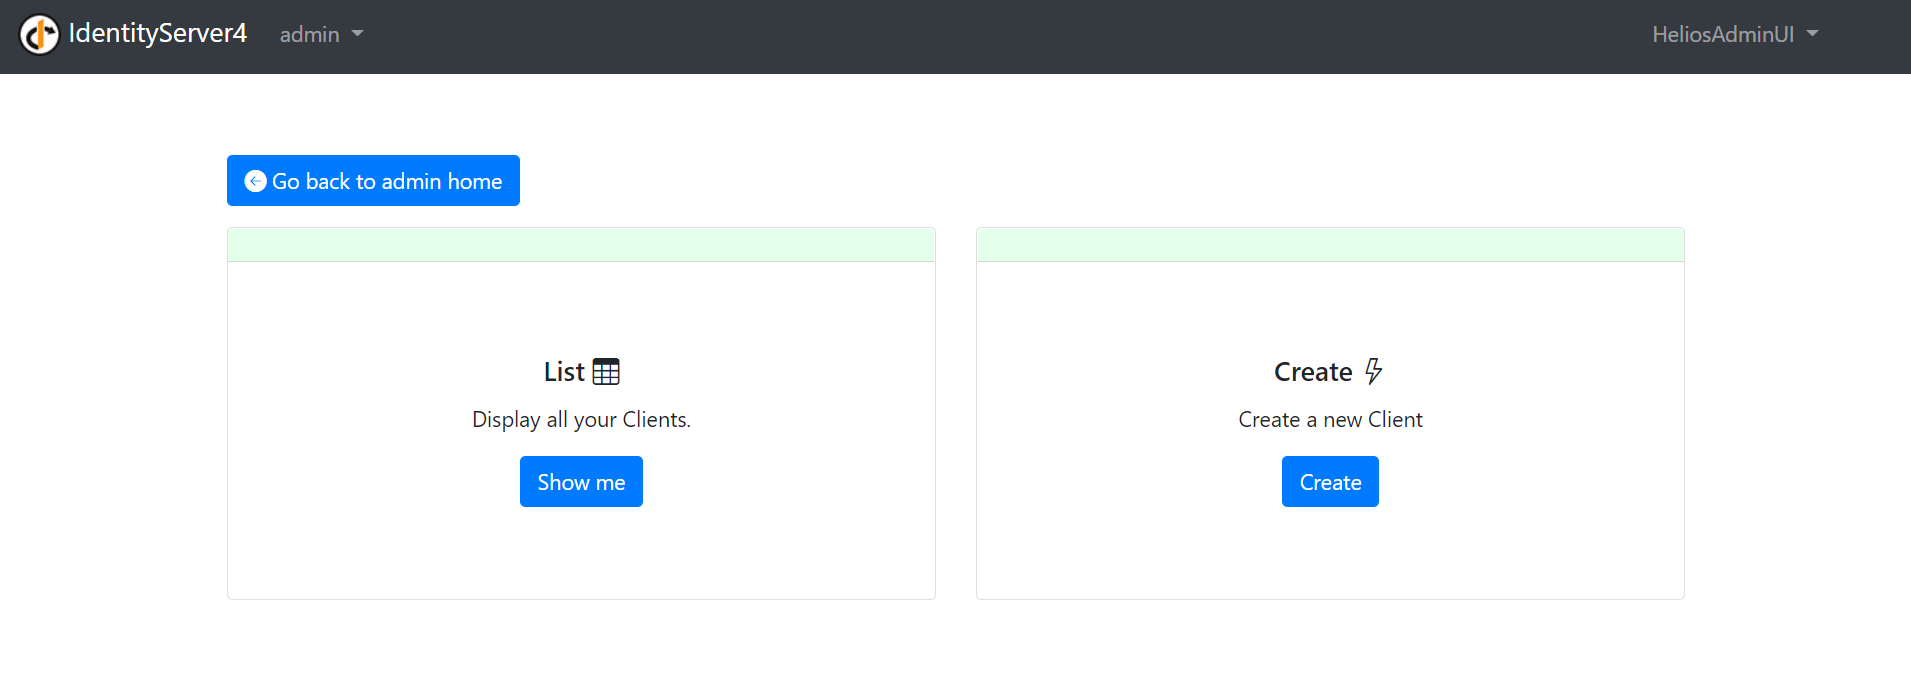 IdentityServer4 admin HeliosAdminUI
Go back to admin home
List
Display all your Clients.
Show me
Create
Create a new Client
Create